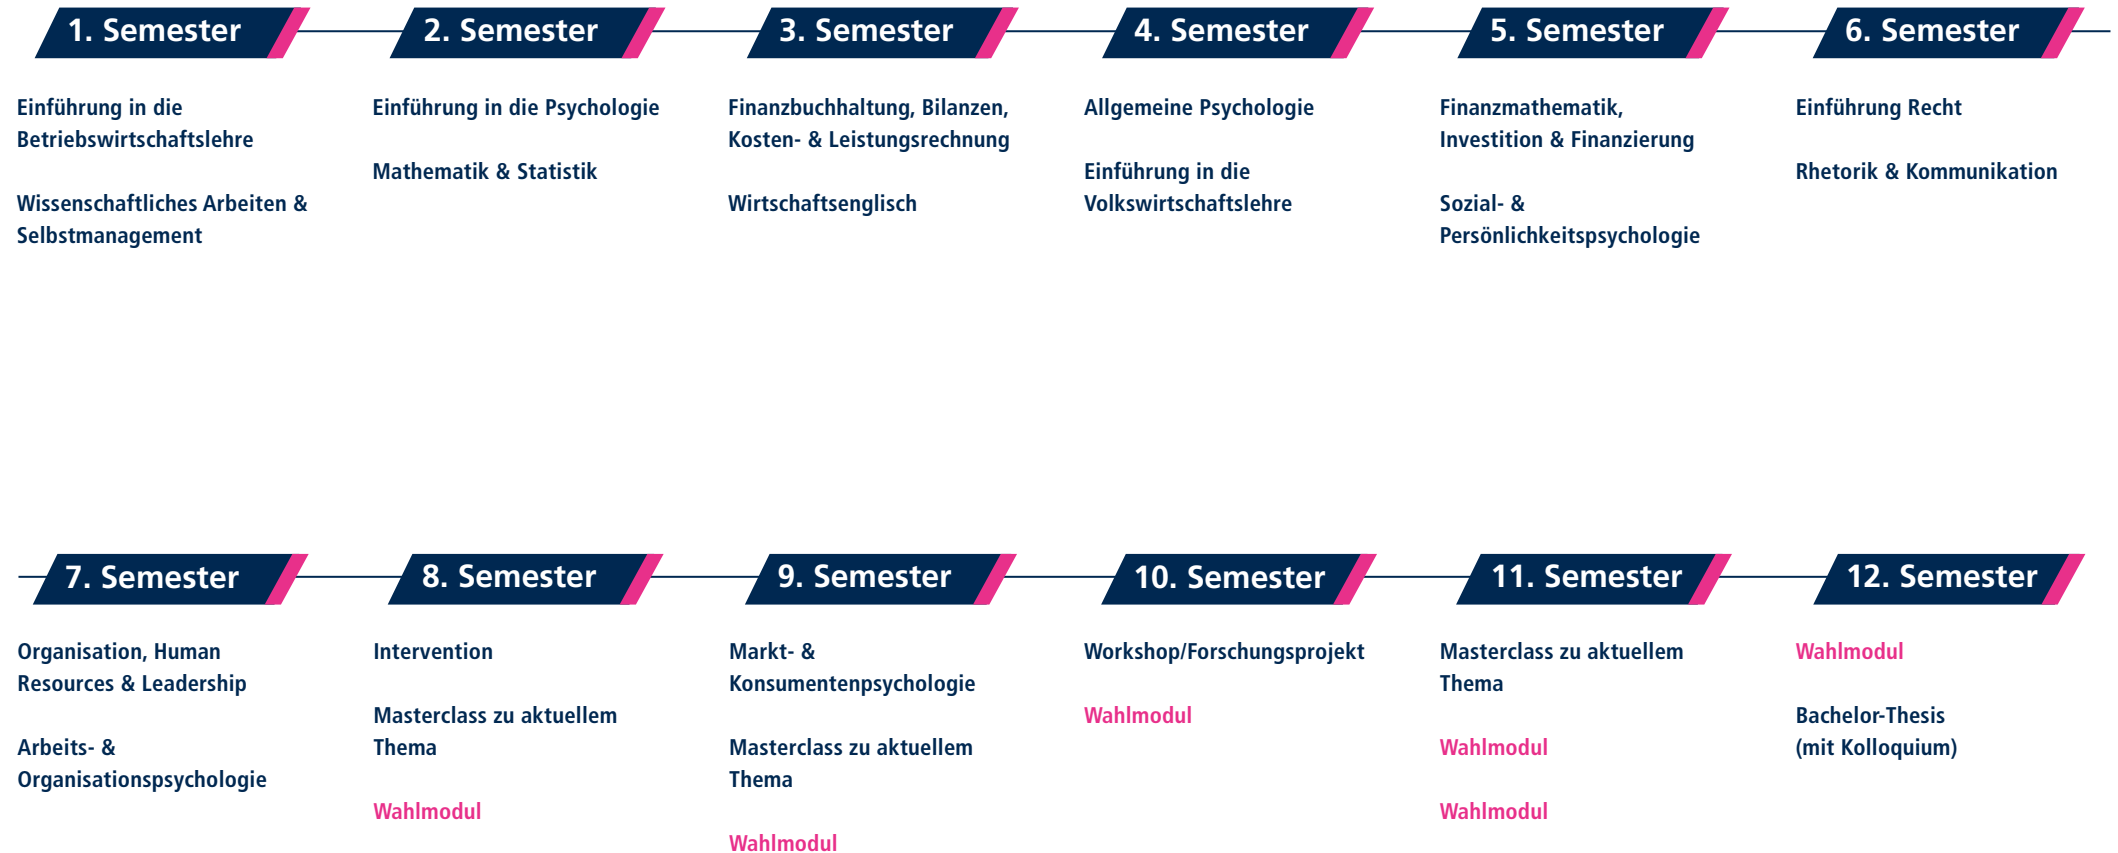 1. Semester
Einführung in die
Betriebswirtschaftslehre
Wissenschaftliches Arbeiten &
Selbstmanagement
2. Semester
Einführung in die Psychologie
Mathematik & Statistik
3. Semester
Finanzbuchhaltung, Bilanzen,
Kosten- & Leistungsrechnung
Wirtschaftsenglisch
4. Semester
Allgemeine Psychologie
Einführung in die
Volkswirtschaftslehre
5. Semester
Finanzmathematik,
Investition & Finanzierung
Sozial- &
Persönlichkeitspsychologie
6. Semester
Einführung Recht
Rhetorik & Kommunikation
7. Semester
Organisation, Human
Resources & Leadership
Arbeits- &
Organisationspsychologie
8. Semester
Intervention
Masterclass zu aktuellem
Thema
Wahlmodul
9. Semester
Markt- &
Konsumentenpsychologie
Masterclass zu aktuellem
Thema
Wahlmodul
10. Semester
Workshop/Forschungsprojekt
Wahlmodul
11. Semester
Masterclass zu aktuellem
Thema
Wahlmodul
Wahlmodul
12. Semester
Wahlmodul
Bachelor-Thesis
(mit Kolloquium)